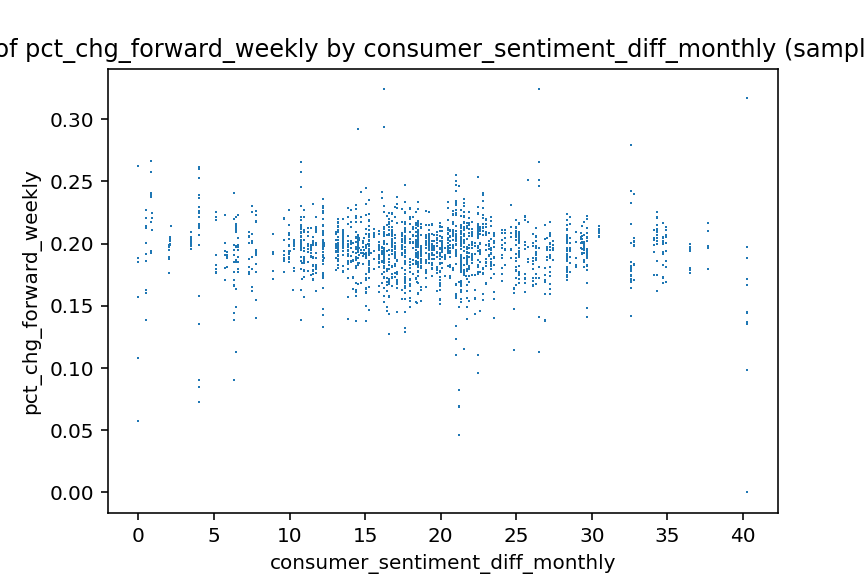 of pct_chg_forward_weekly by consumer_sentiment_diff_monthly
0.30
0.25
0.20
0.15
0.10
0.05
0.00
pct_chg_forward_weekly
0 5 10 15 20 25 30 35 40
consumer_sentiment_diff_monthly